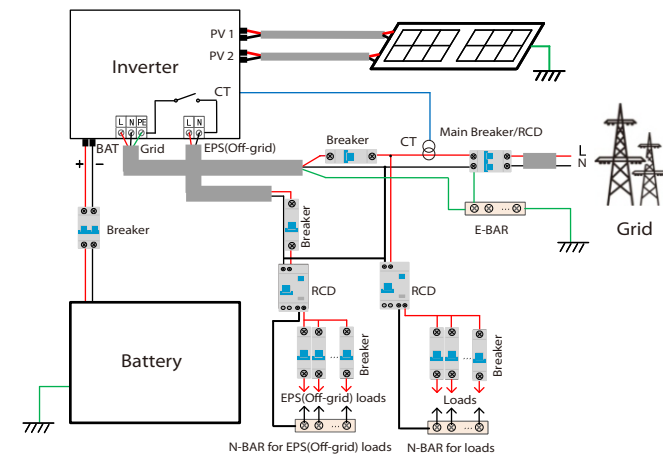 PV 1
PV 2
Inverter
CT
L N PE
L N
BAT
Grid
EPS(Off-grid)
+
−
Breaker
CT
Main Breaker/RCD
L
N
Grid
E-BAR
...
Breaker
Breaker
RCD
RCD
Battery
...
Breaker
...
Breaker
EPS(Off-grid) loads
Loads
...
...
N-BAR for EPS(Off-grid) loads
N-BAR for loads